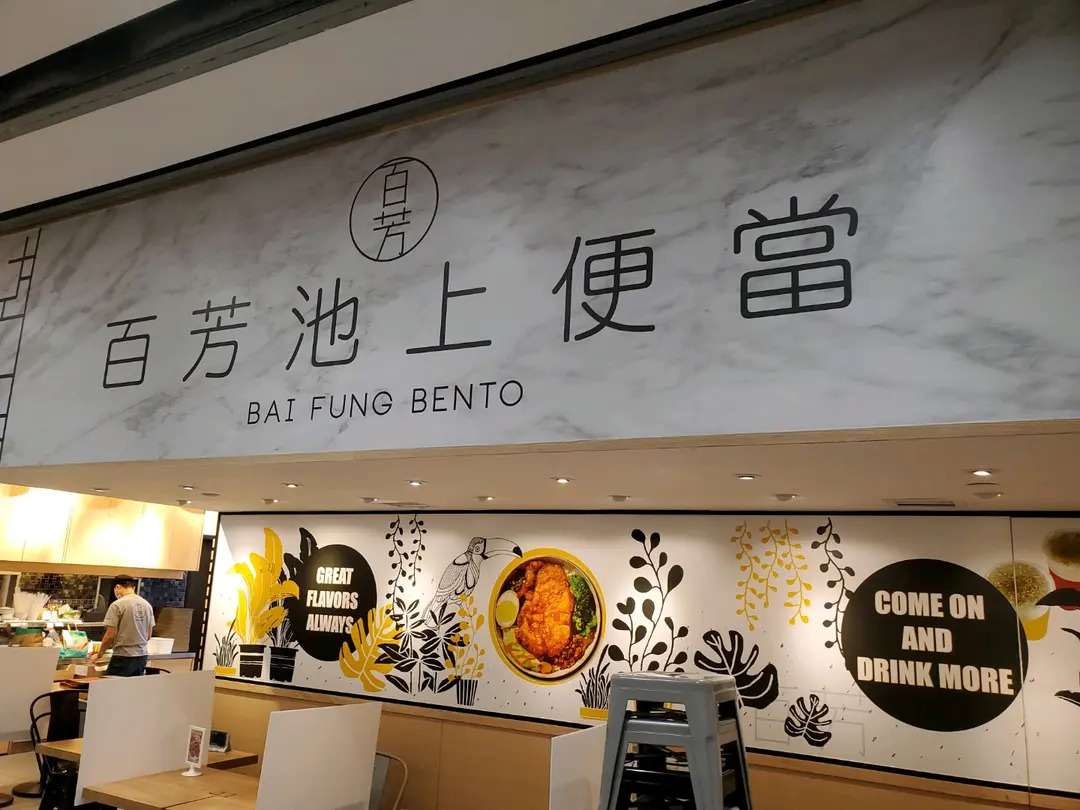 百芳
百芳池上便當
BAI FUNG BENTO
GREAT
FLAVORS
ALWAYS
COME ON
AND
DRINK MORE